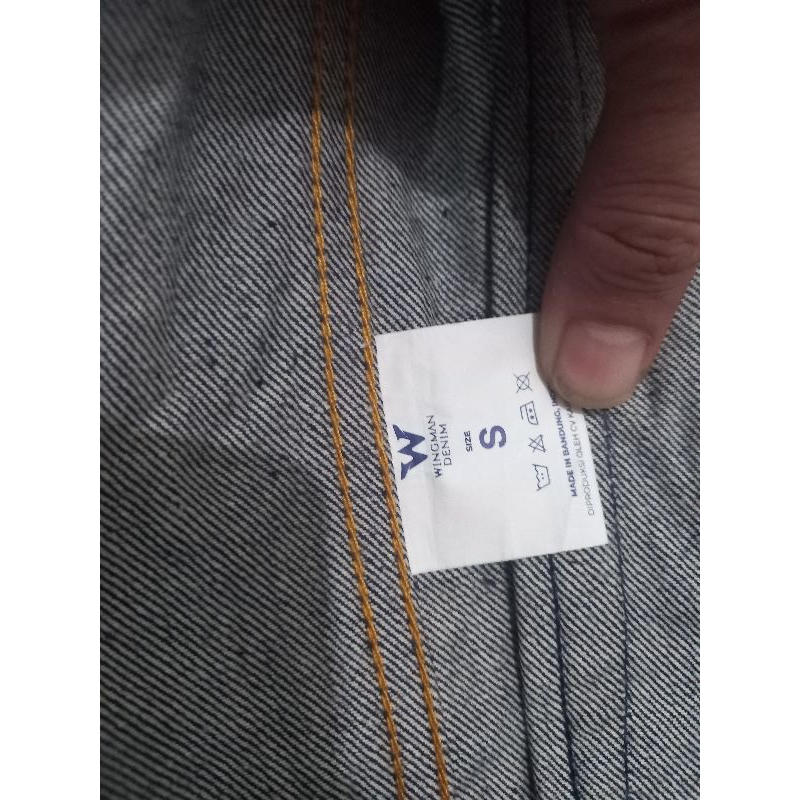 W
WINGMAN
DENIM
SIZE
S
MADE IN BANDUNG,
DIPRODUKSI OLEH CV